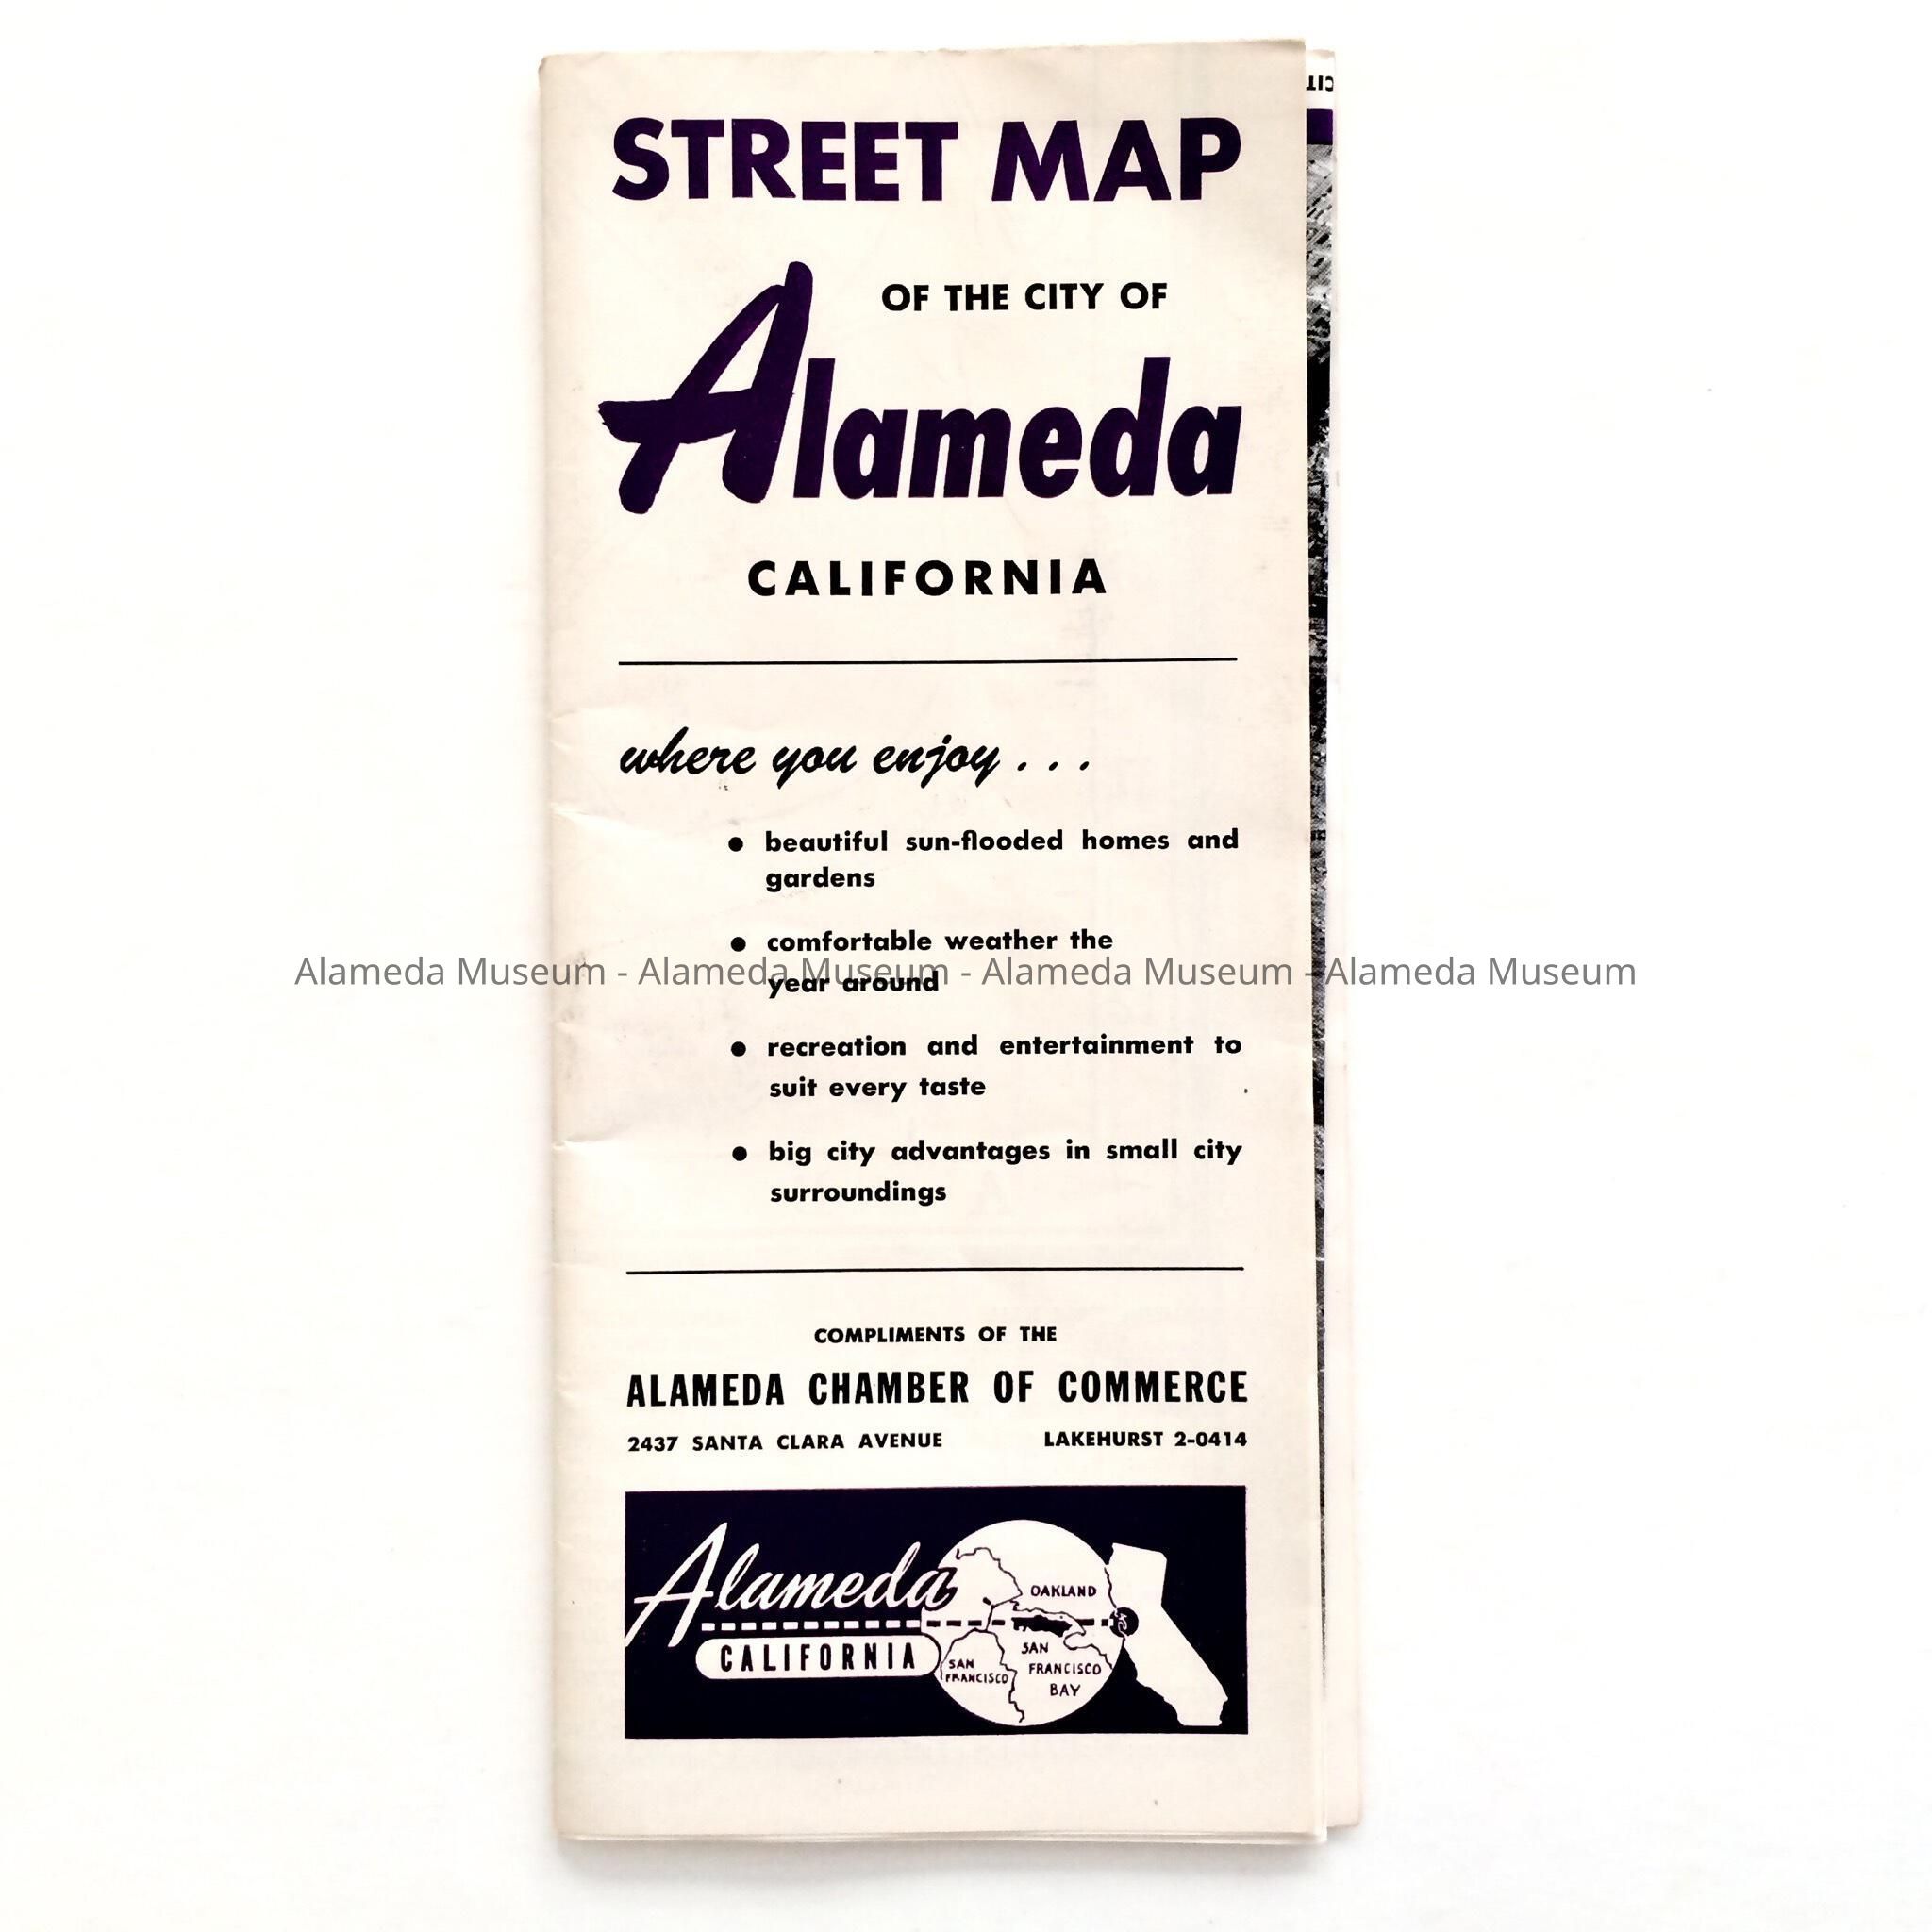 STREET MAP
OF THE CITY OF
Alameda
CALIFORNIA
where you enjoy . . .
● beautiful sun-flooded homes and
gardens
● comfortable weather the
Alameda Museum - Alameda Museum - Alameda Museum - Alameda Museum
year around
● recreation and entertainment to
suit every taste
● big city advantages in small city
surroundings
COMPLIMENTS OF THE
ALAMEDA CHAMBER OF COMMERCE
2437 SANTA CLARA AVENUE LAKEHURST 2-0414
Alameda
CALIFORNIA
OAKLAND
SAN
FRANCISCO
SAN
FRANCISCO
BAY